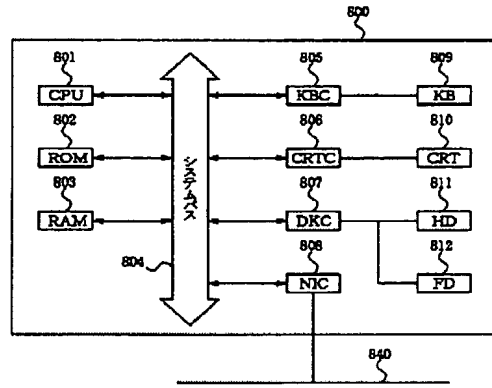 800
801
CPU
802
ROM
803
RAM
804
システムバス
805
KBC
806
CRTC
807
DKC
808
NIC
809
KB
810
CRT
811
HD
812
FD
840